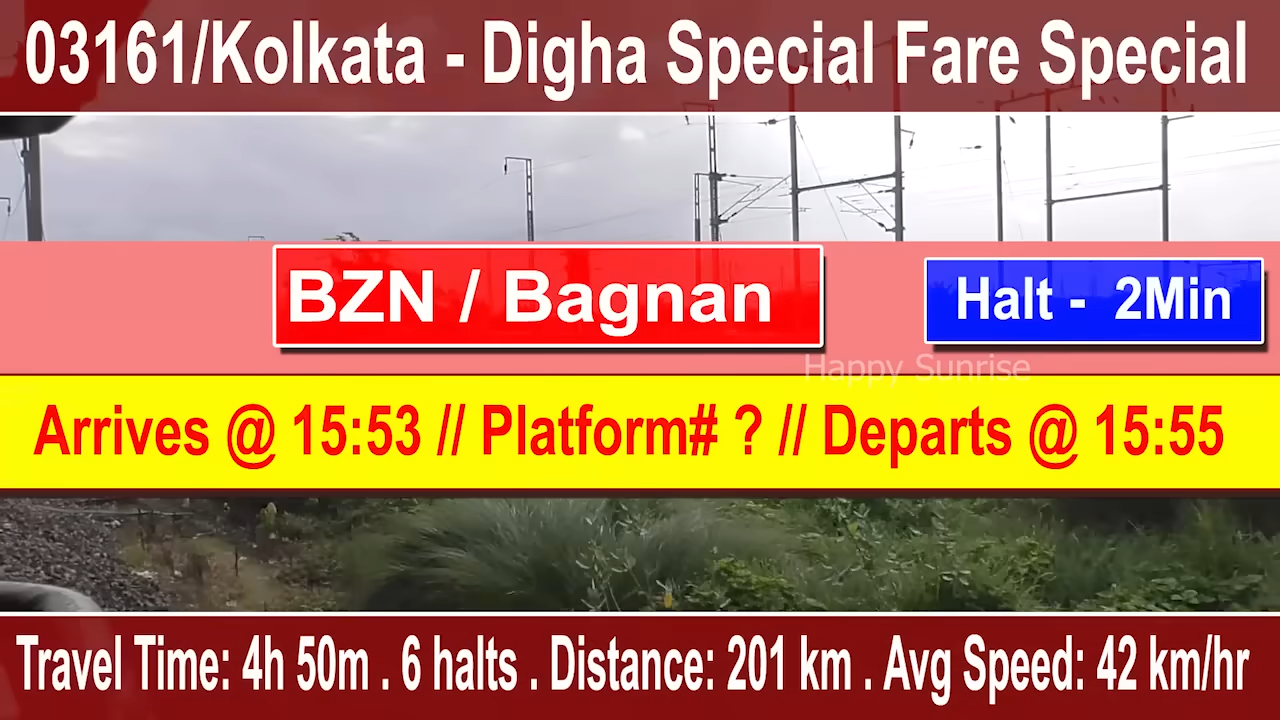 03161/Kolkata - Digha Special Fare Special
BZN / Bagnan
Halt - 2Min
Happy Sunrise
Arrives @ 15:53 // Platform# ? // Departs @ 15:55
Travel Time: 4h 50m . 6 halts . Distance: 201 km . Avg Speed: 42 km/hr